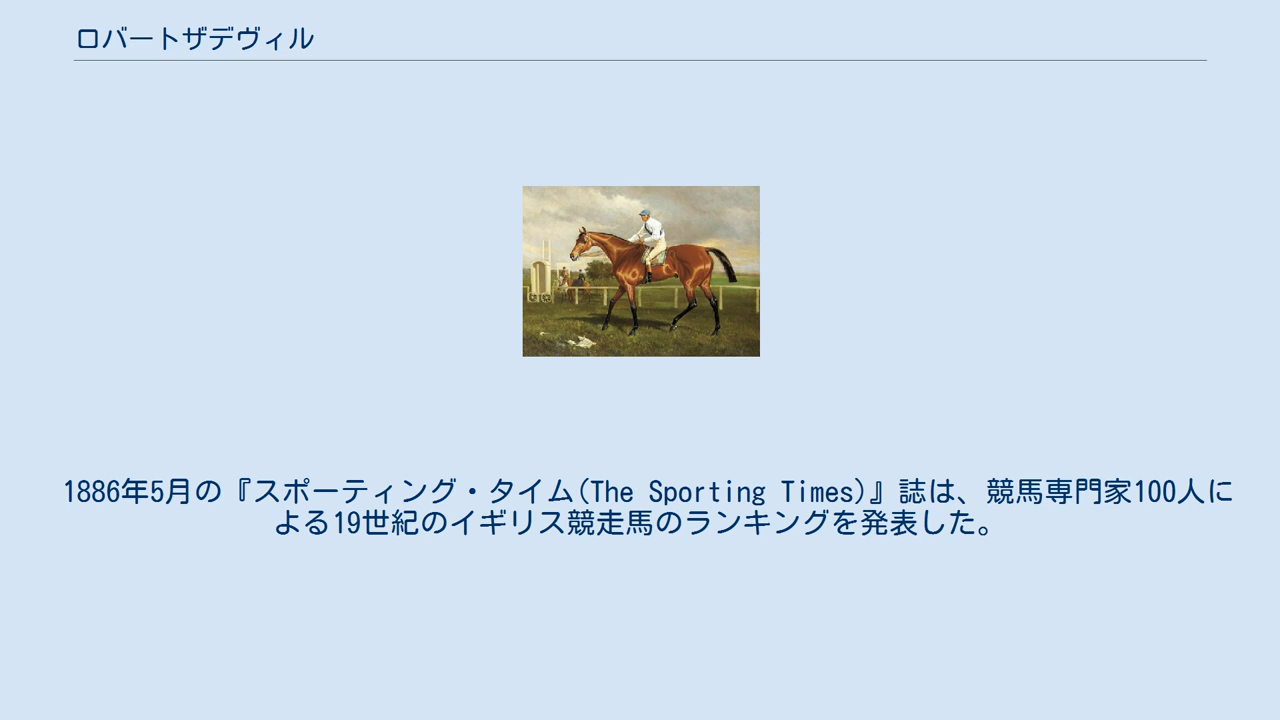 ロバートザデヴィル
1886年5月の『スポーティング・タイム(The Sporting Times)』誌は、競馬専門家100人に
よる19世紀のイギリス競走馬のランキングを発表した。